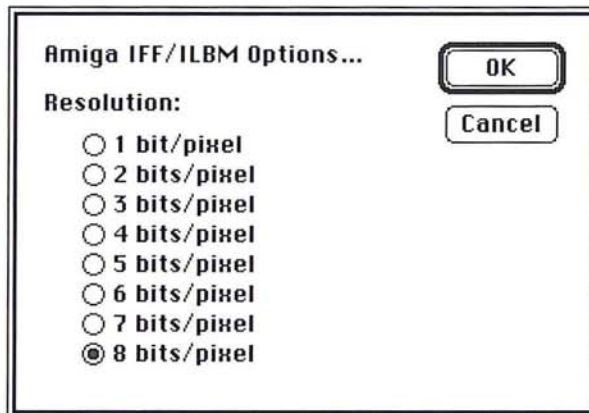 Amiga IFF/ILBM Options...
OK
Resolution:
Cancel
1 bit/pixel
2 bits/pixel
3 bits/pixel
4 bits/pixel
5 bits/pixel
6 bits/pixel
7 bits/pixel
8 bits/pixel